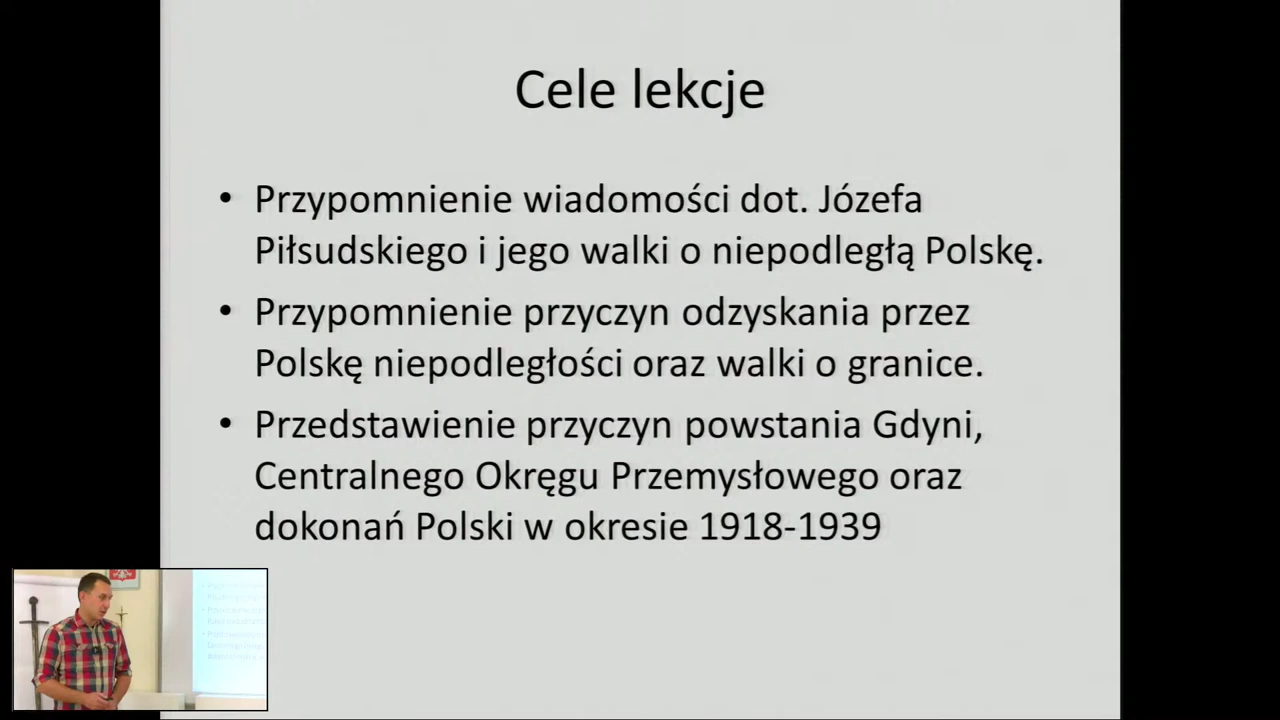 Cele lekcje
• Przypomnienie wiadomości dot. Józefa
Piłsudskiego i jego walki o niepodległą Polskę.
• Przypomnienie przyczyn odzyskania przez
Polskę niepodległości oraz walki o granice.
• Przedstawienie przyczyn powstania Gdyni,
Centralnego Okręgu Przemysłowego oraz
dokonań Polski w okresie 1918-1939